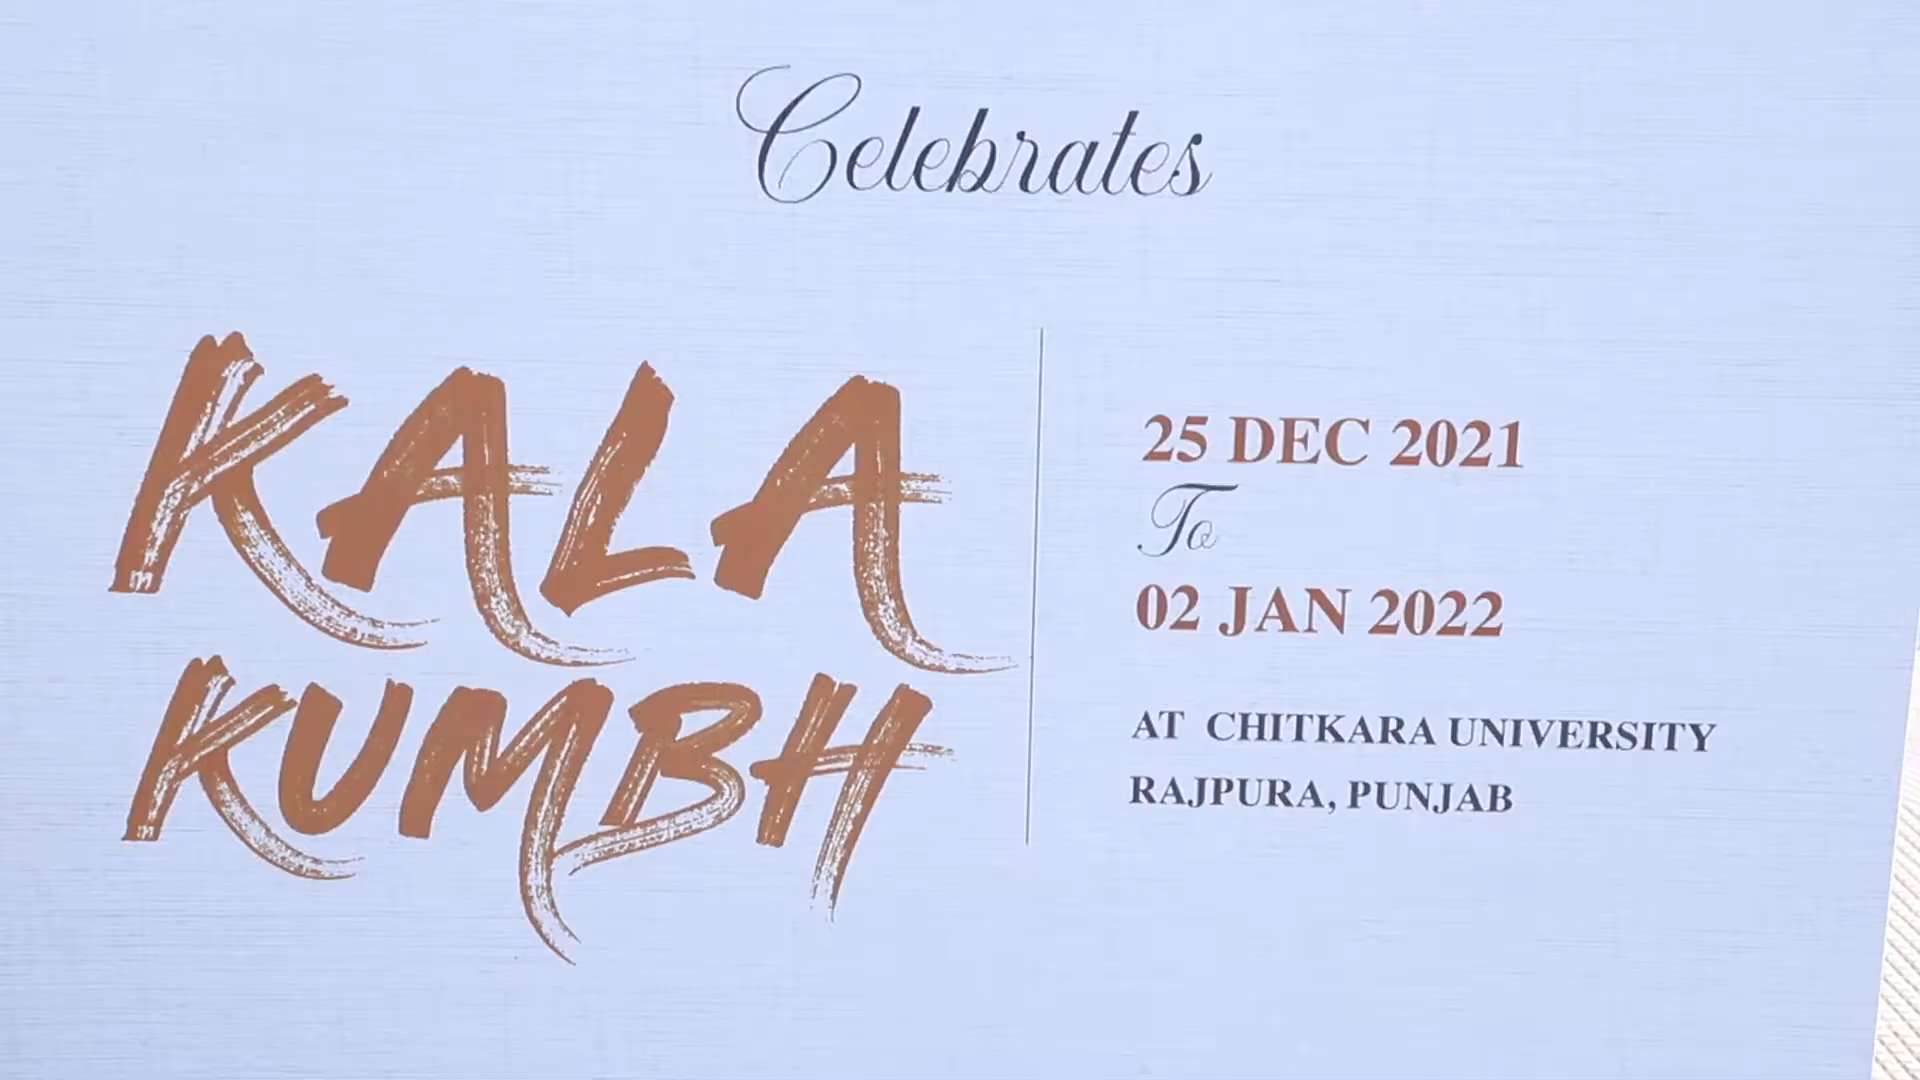 Celebrates
KALA
KUMBH
25 DEC 2021
To
02 JAN 2022
AT CHITKARA UNIVERSITY
RAJPURA, PUNJAB